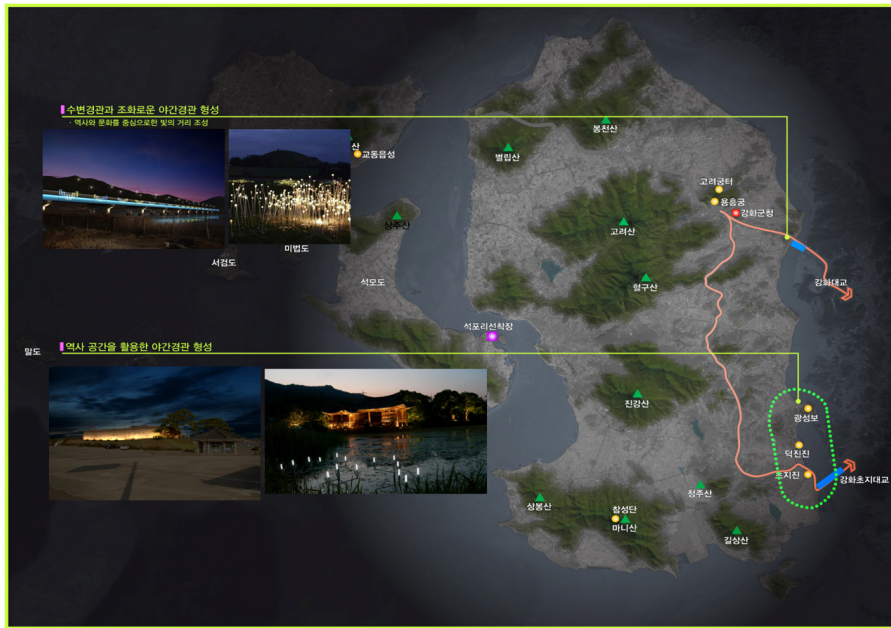 수변경관과 조화로운 야간경관 형성
- 역사와 문화를 중심으로한 빛의 거리 조성
산
교동읍성
별립산
봉천산
고려궁터
용흥궁
강화군청
상주산
고려산
미법도
서검도
석모도
혈구산
강화대교
석포리선착장
말도
역사 공간을 활용한 야간경관 형성
진강산
광성보
덕진진
초지진
강화초지대교
정주산
상봉산
참성단
마니산
길상산